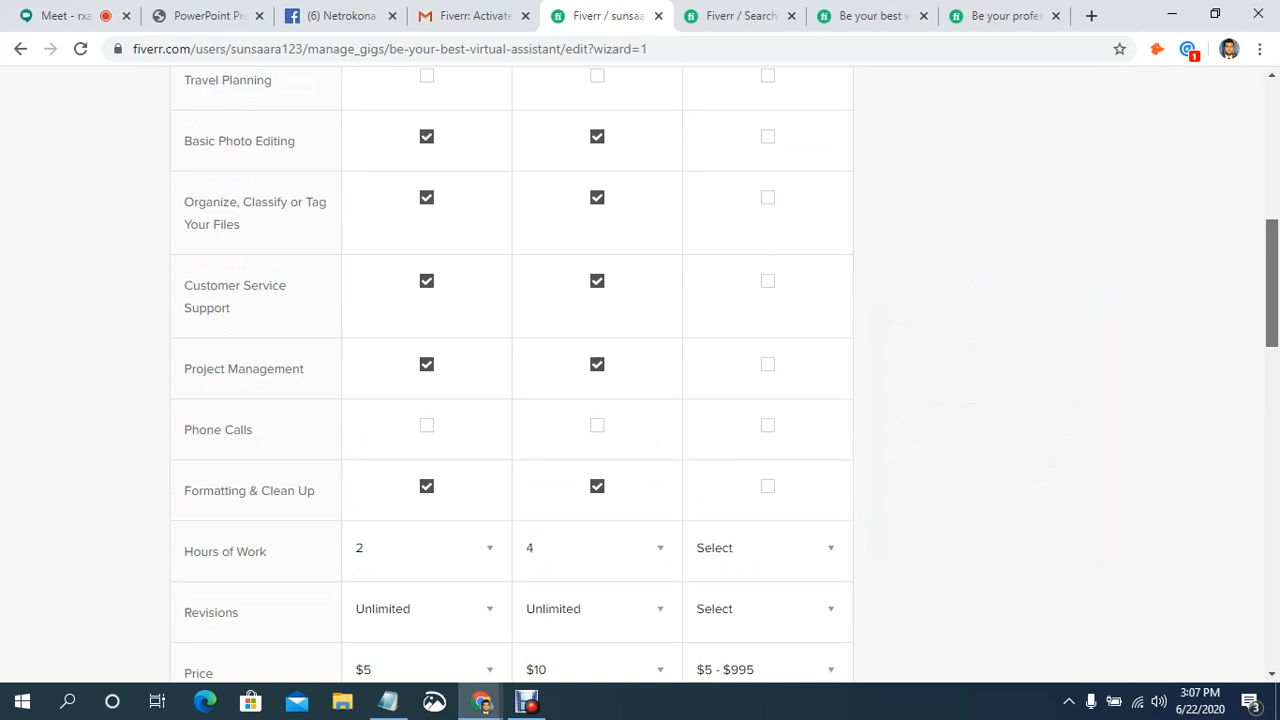 Meet - rxa
PowerPoint Pr
(6) Netrokona
Fiverr: Activate
Fiverr / sunsaa
Fiverr / Search
Be your best v
Be your profes
fiverr.com/users/sunsaara123/manage_gigs/be-your-best-virtual-assistant/edit?wizard=1
1
Travel Planning
Basic Photo Editing
Organize, Classify or Tag
Your Files
Customer Service
Support
Project Management
Phone Calls
Formatting & Clean Up
Hours of Work 2 4 Select
Revisions Unlimited Unlimited Select
Price $5 $10 $5 - $995
3:07 PM
6/22/2020
3